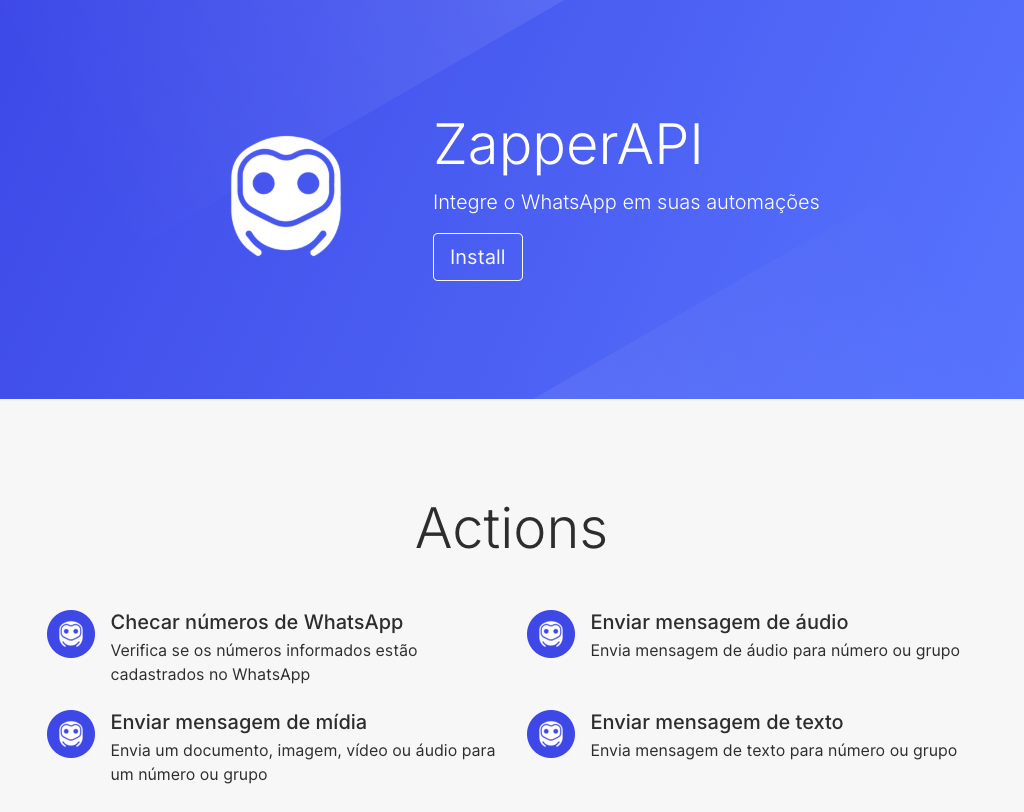 ZapperAPI
Integre o WhatsApp em suas automações
Install
Actions
Checar números de WhatsApp
Verifica se os números informados estão
cadastrados no WhatsApp
Enviar mensagem de áudio
Envia mensagem de áudio para número ou grupo
Enviar mensagem de mídia
Envia um documento, imagem, vídeo ou áudio para
um número ou grupo
Enviar mensagem de texto
Envia mensagem de texto para número ou grupo